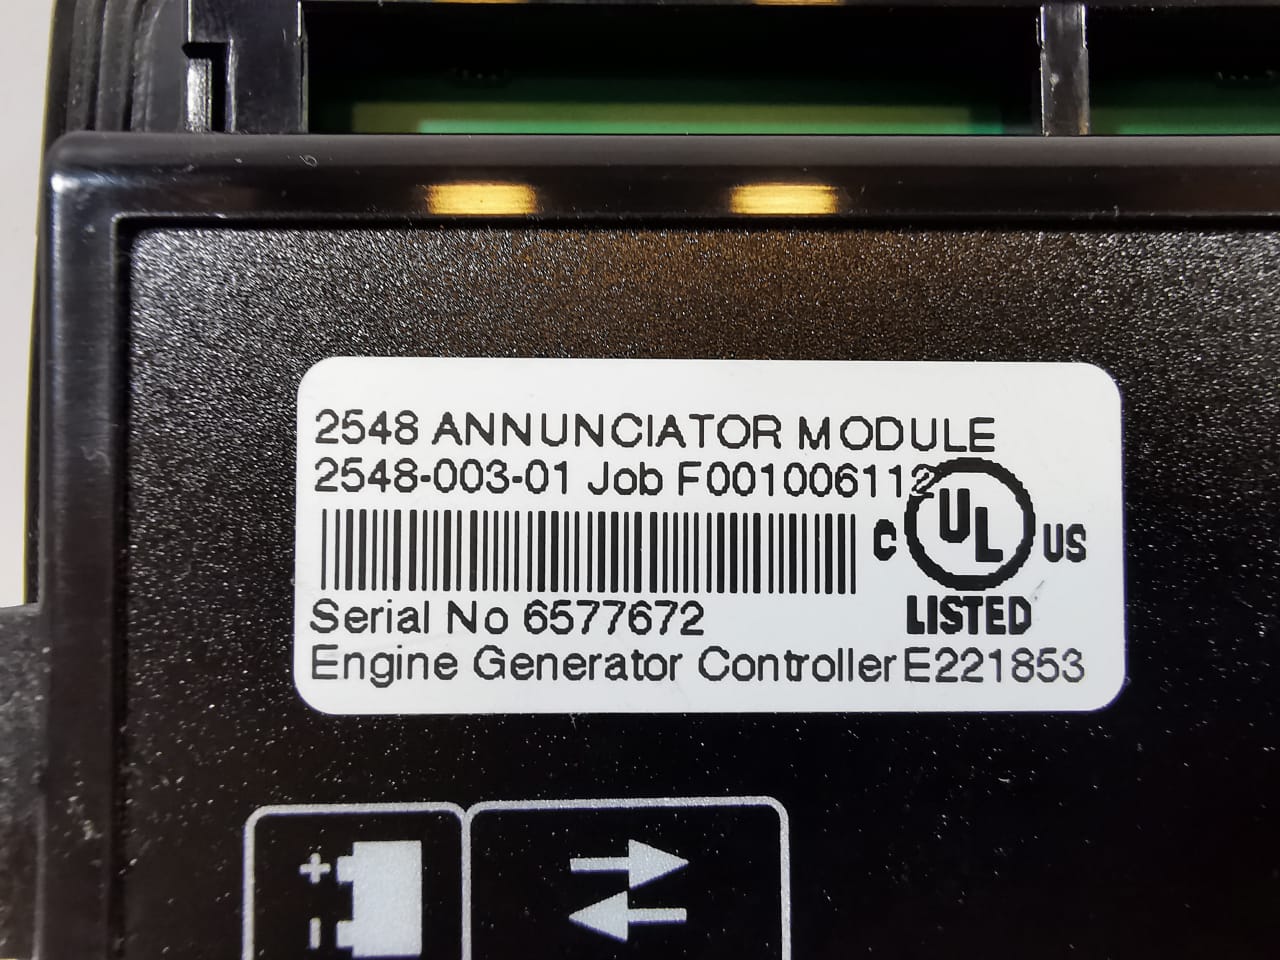 2548 ANNUNCIATOR MODULE
2548-003-01 Job F001006112
C UL US
LISTED
Serial No 6577672
Engine Generator Controller E221853
+
-